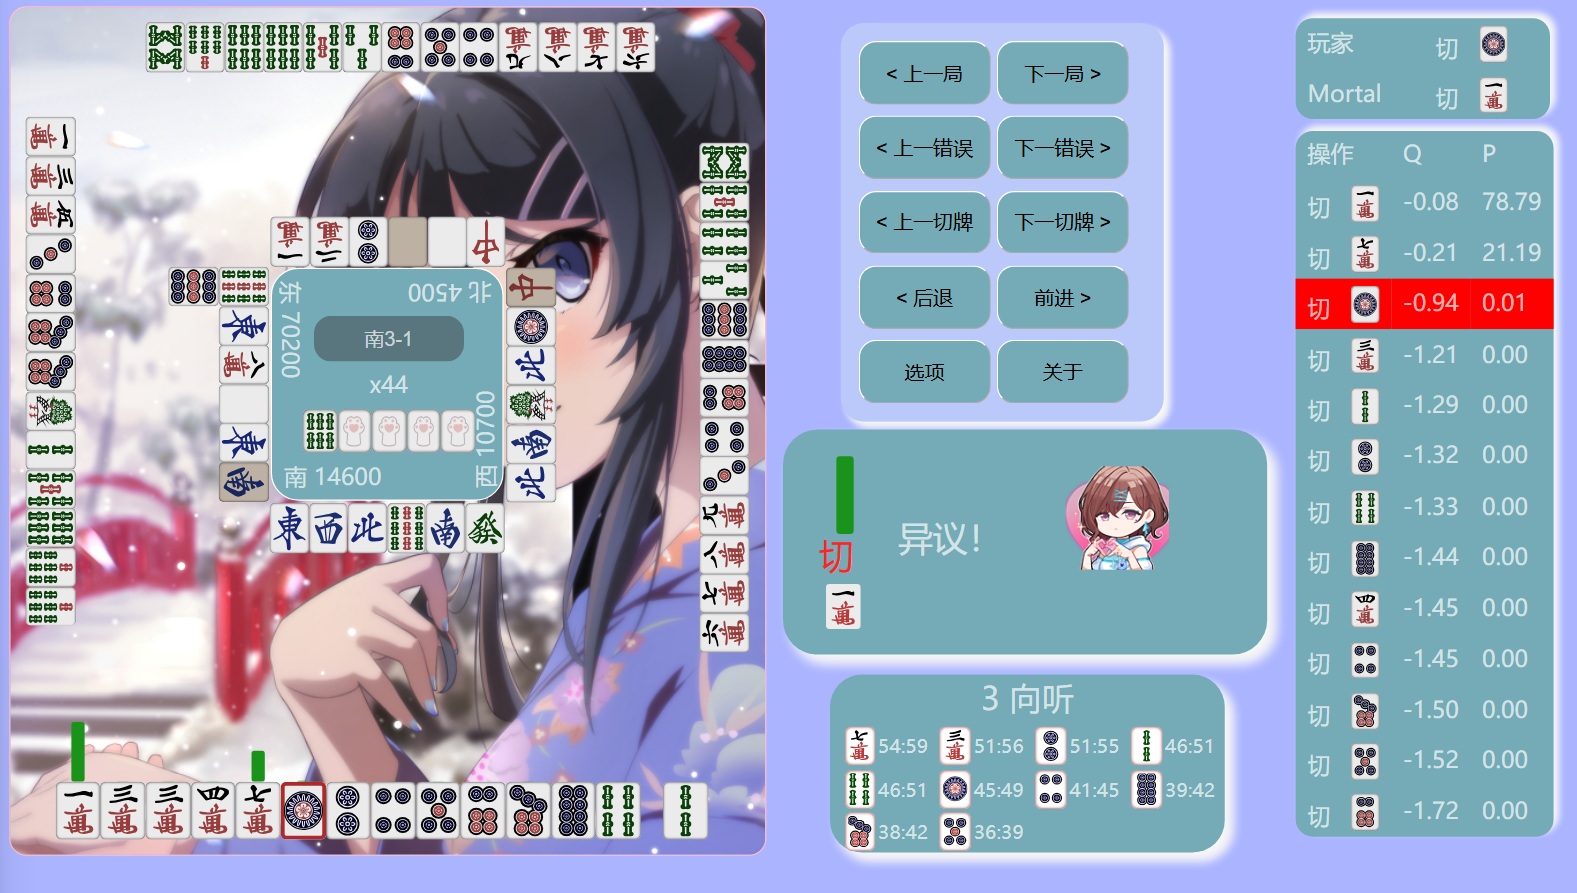 东 70200
北 4500
南3-1
x44
西 10700
南 14600
< 上一局
下一局 >
< 上一错误
下一错误 >
< 上一切牌
下一切牌 >
< 后退
前进 >
选项
关于
切
异议!
3 向听
54:59
51:56
51:55
46:51
46:51
45:49
41:45
39:42
38:42
36:39
玩家 切
Mortal 切
操作 Q P
切 -0.08 78.79
切 -0.21 21.19
切 -0.94 0.01
切 -1.21 0.00
切 -1.29 0.00
切 -1.32 0.00
切 -1.33 0.00
切 -1.44 0.00
切 -1.45 0.00
切 -1.45 0.00
切 -1.50 0.00
切 -1.52 0.00
切 -1.72 0.00